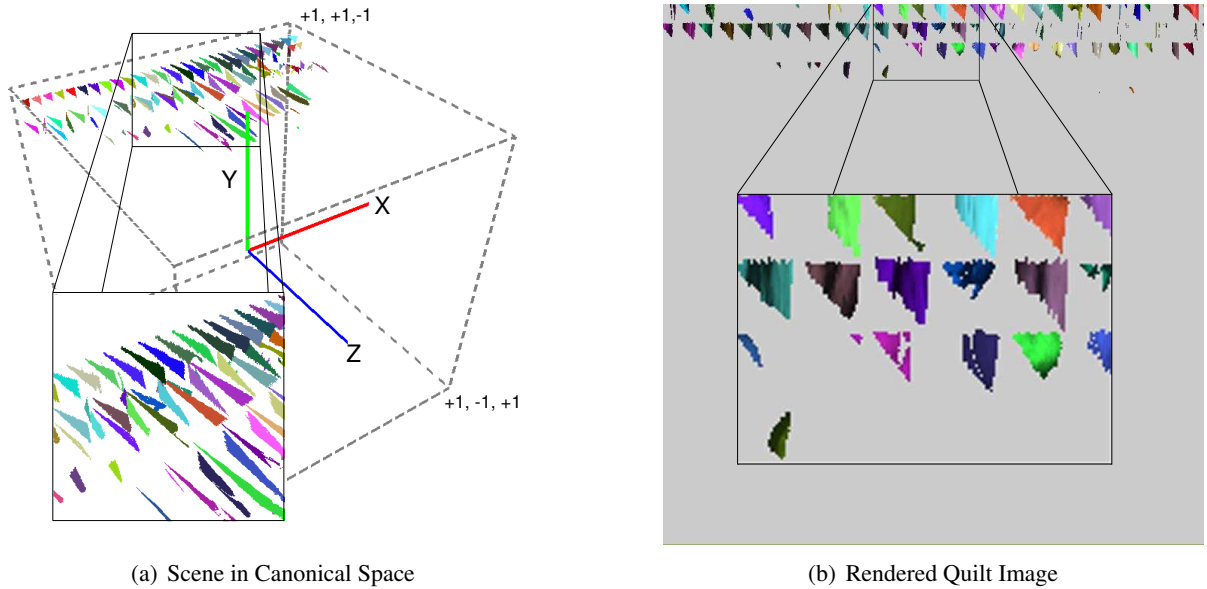 +1, +1,-1
Y
X
Z
+1, -1, +1
(a) Scene in Canonical Space
(b) Rendered Quilt Image